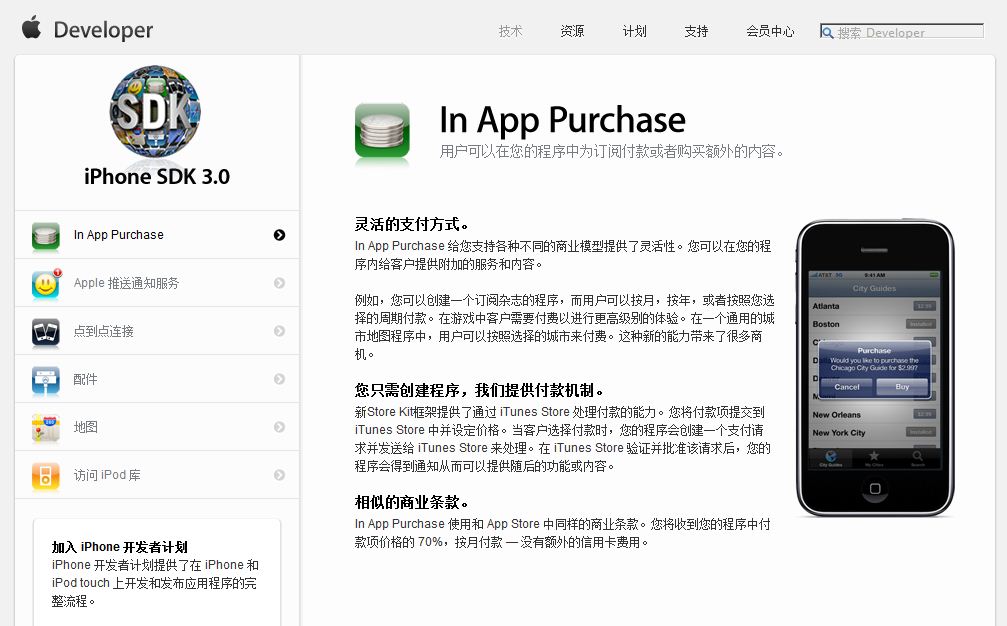 Developer
技术 资源 计划 支持 会员中心 搜索 Developer
SDK
iPhone SDK 3.0
In App Purchase
Apple 推送通知服务
点到点连接
配件
地图
访问 iPod 库
加入 iPhone 开发者计划
iPhone 开发者计划提供了在 iPhone 和
iPod touch 上开发和发布应用程序的完
整流程。
In App Purchase
用户可以在您的程序中为订阅付款或者购买额外的内容。
灵活的支付方式。
In App Purchase 给您支持各种不同的商业模型提供了灵活性。您可以在您的程
序内给客户提供附加的服务和内容。
例如，您可以创建一个订阅杂志的程序，而用户可以按月，按年，或者按照您选
择的周期付款。在游戏中客户需要付费以进行更高级别的体验。在一个通用的城
市地图程序中，用户可以按照选择的城市来付费。这种新的能力带来了很多商
机。
您只需创建程序，我们提供付款机制。
新Store Kit框架提供了通过 iTunes Store 处理付款的能力。您将付款项提交到
iTunes Store 中并设定价格。当客户选择付款时，您的程序会创建一个支付请
求并发送给 iTunes Store 来处理。在 iTunes Store 验证并批准该请求后，您的
程序会得到通知从而可以提供随后的功能或内容。
相似的商业条款。
In App Purchase 使用和 App Store 中同样的商业条款。您将收到您的程序中付
款项价格的 70%，按月付款 — 没有额外的信用卡费用。
AT&T 3G 9:41 AM
City Guides
Atlanta $2.99
Boston Installed
Purchase
Would you like to purchase the
Chicago City Guide for $2.99?
Cancel Buy
New Orleans $2.99
New York City Installed
City Guides My Cities Search